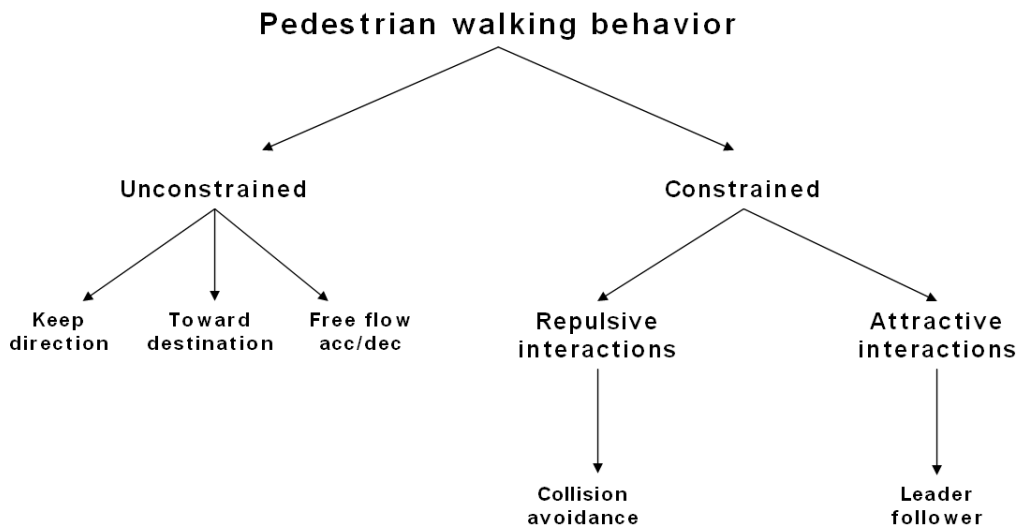 Pedestrian walking behavior
Unconstrained
Constrained
Keep
direction
Toward
destination
Free flow
acc/dec
Repulsive
interactions
Attractive
interactions
Collision
avoidance
Leader
follower